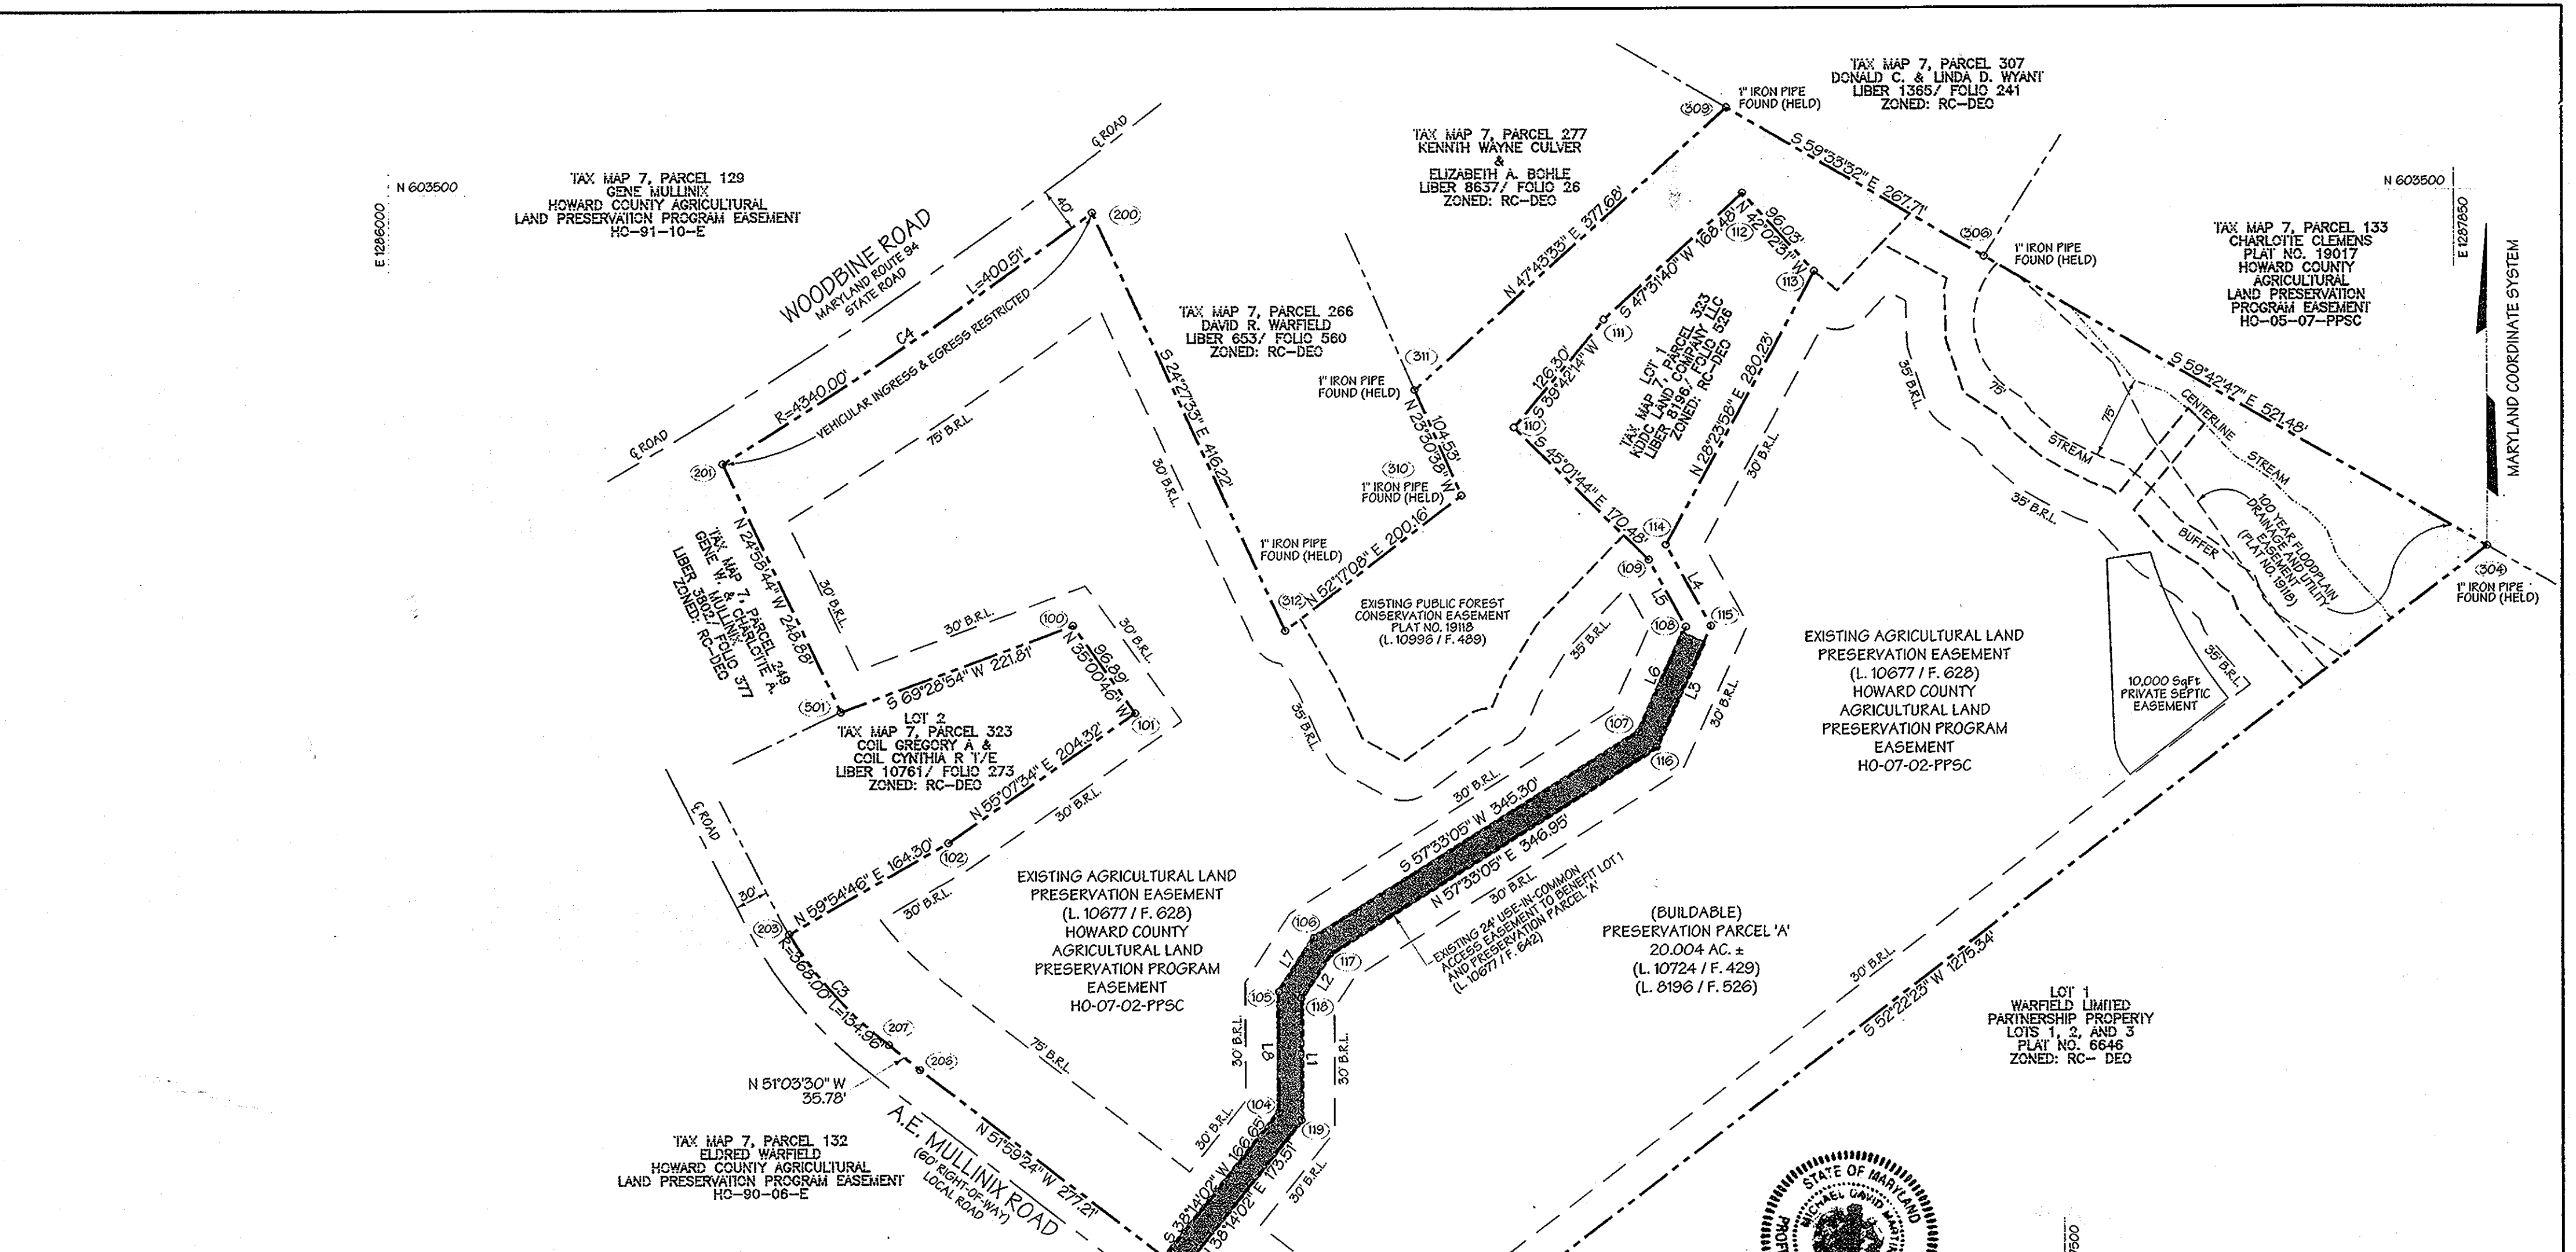 TAX MAP 7, PARCEL 307
DONALD C. & LINDA D. WYANT
LIBER 1365/ FOLIO 241
ZONED: RC-DEO
1" IRON PIPE
FOUND (HELD)
(309)
℄ ROAD
TAX MAP 7, PARCEL 277
KENNTH WAYNE CULVER
&
ELIZABETH A. BOHLE
LIBER 8637/ FOLIO 26
ZONED: RC-DEO
S 59°33'32" E 267.71'
N 603500
E 1286000
TAX MAP 7, PARCEL 129
GENE MULLINIX
HOWARD COUNTY AGRICULTURAL
LAND PRESERVATION PROGRAM EASEMENT
HO-91-10-E
40'
(200)
N 603500
E 1287850
TAX MAP 7, PARCEL 133
CHARLOTTE CLEMENS
PLAT NO. 19017
HOWARD COUNTY
AGRICULTURAL
LAND PRESERVATION
PROGRAM EASEMENT
HO-05-07-PPSC
MARYLAND COORDINATE SYSTEM
WOODBINE ROAD
MARYLAND ROUTE 94
STATE ROAD
L=400.51'
C4
R=4340.00'
VEHICULAR INGRESS & EGRESS RESTRICTED
75' B.R.L.
℄ ROAD
(201)
N 47°43'33" E 377.68'
S 47°31'40" W 168.48'
(112)
96.03'
N 42°02'31" W
(113)
(306)
1" IRON PIPE
FOUND (HELD)
TAX MAP 7, PARCEL 266
DAVID R. WARFIELD
LIBER 653/ FOLIO 560
ZONED: RC-DEO
S 24°27'33" E 416.22'
30' B.R.L.
(311)
1" IRON PIPE
FOUND (HELD)
104.53'
N 23°30'38" W
(310)
1" IRON PIPE
FOUND (HELD)
(111)
126.30'
S 39°42'14" W
(110)
LOT 1
TAX MAP 7, PARCEL 323
KDDC LAND COMPANY LLC
LIBER 8196/ FOLIO 526
ZONED: RC-DEO
N 28°23'58" E 280.23'
30' B.R.L.
35' B.R.L.
75'
75'
S 59°42'47" E 521.48'
CENTERLINE
STREAM
STREAM
BUFFER
35' B.R.L.
100 YEAR FLOODPLAIN
DRAINAGE AND UTILITY
EASEMENT
(PLAT NO. 19118)
(304)
1" IRON PIPE
FOUND (HELD)
S 45°01'44" E 170.48'
(114)
(109)
L4
L5
(108)
(115)
N 24°58'44" W 248.88'
TAX MAP 7, PARCEL 249
GENE W. & CHARLOTTE A.
MULLINIX
LIBER 3802/ FOLIO 377
ZONED: RC-DEO
30' B.R.L.
30' B.R.L.
1" IRON PIPE
FOUND (HELD)
N 52°17'08" E 200.16'
(312)
EXISTING PUBLIC FOREST
CONSERVATION EASEMENT
PLAT NO. 19118
(L. 10996 / F. 489)
35' B.R.L.
(100)
30' B.R.L.
96.89'
N 35°00'46" W
(101)
S 69°28'54" W 221.81'
(501)
LOT 2
TAX MAP 7, PARCEL 323
COIL GREGORY A &
COIL CYNTHIA R T/E
LIBER 10761/ FOLIO 273
ZONED: RC-DEO
35' B.R.L.
L6
L3
30' B.R.L.
(107)
(116)
EXISTING AGRICULTURAL LAND
PRESERVATION EASEMENT
(L. 10677 / F. 628)
HOWARD COUNTY
AGRICULTURAL LAND
PRESERVATION PROGRAM
EASEMENT
HO-07-02-PPSC
10,000 SqFt.
PRIVATE SEPTIC
EASEMENT
35' B.R.L.
N 55°07'34" E 204.32'
30' B.R.L.
(102)
℄ ROAD
30'
N 59°54'46" E 164.30'
(203)
30' B.R.L.
30' B.R.L.
S 57°33'05" W 345.30'
N 57°33'05" E 346.95'
30' B.R.L.
EXISTING 24' USE-IN-COMMON
ACCESS EASEMENT TO BENEFIT LOT 1
AND PRESERVATION PARCEL 'A'
(L. 10677 / F. 642)
EXISTING AGRICULTURAL LAND
PRESERVATION EASEMENT
(L. 10677 / F. 628)
HOWARD COUNTY
AGRICULTURAL LAND
PRESERVATION PROGRAM
EASEMENT
HO-07-02-PPSC
(BUILDABLE)
PRESERVATION PARCEL 'A'
20.004 AC. ±
(L. 10724 / F. 429)
(L. 8196 / F. 526)
30' B.R.L.
S 52°22'23" W 1275.34'
LOT 1
WARFIELD LIMITED
PARTNERSHIP PROPERTY
LOTS 1, 2, AND 3
PLAT NO. 6646
ZONED: RC- DEO
(106)
L7
(117)
L2
(105)
(118)
30' B.R.L.
L8
L1
30' B.R.L.
(104)
(119)
C3
R=368.00' L=134.96'
(207)
(206)
N 51°03'30" W
35.78'
75' B.R.L.
30' B.R.L.
30' B.R.L.
S 38°14'02" W 166.65'
N 38°14'02" E 173.51'
A.E. MULLINIX ROAD
(60' RIGHT-OF-WAY)
LOCAL ROAD
N 51°59'24" W 277.21'
TAX MAP 7, PARCEL 132
ELDRED WARFIELD
HOWARD COUNTY AGRICULTURAL
LAND PRESERVATION PROGRAM EASEMENT
HO-90-06-E
STATE OF MARYLAND
MICHAEL DAVID